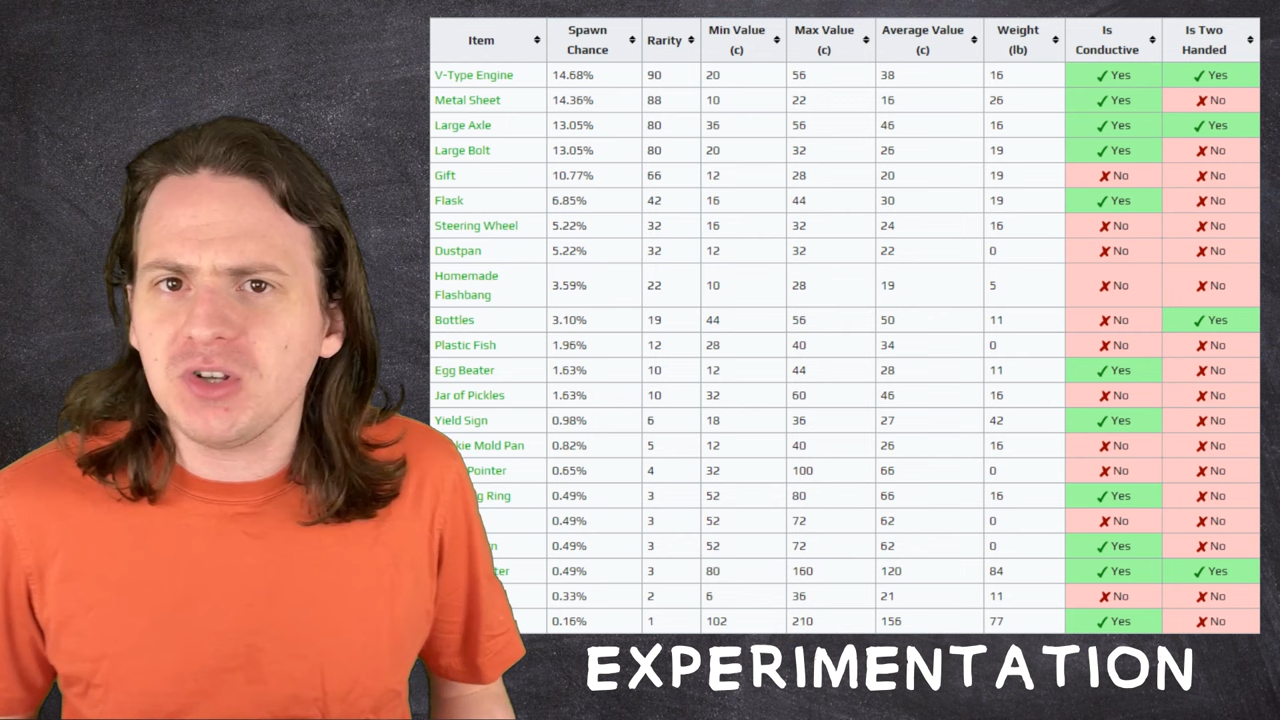 Item Spawn Chance Rarity Min Value (c) Max Value (c) Average Value (c) Weight (lb) Is Conductive Is Two Handed
V-Type Engine 14.68% 90 20 56 38 16 ✓ Yes ✓ Yes
Metal Sheet 14.36% 88 10 22 16 26 ✓ Yes ✗ No
Large Axle 13.05% 80 36 56 46 16 ✓ Yes ✓ Yes
Large Bolt 13.05% 80 20 32 26 19 ✓ Yes ✗ No
Gift 10.77% 66 12 28 20 19 ✗ No ✗ No
Flask 6.85% 42 16 44 30 19 ✓ Yes ✗ No
Steering Wheel 5.22% 32 16 32 24 16 ✗ No ✗ No
Dustpan 5.22% 32 12 32 22 0 ✗ No ✗ No
Homemade Flashbang 3.59% 22 10 28 19 5 ✗ No ✗ No
Bottles 3.10% 19 44 56 50 11 ✗ No ✓ Yes
Plastic Fish 1.96% 12 28 40 34 0 ✗ No ✗ No
Egg Beater 1.63% 10 12 44 28 11 ✓ Yes ✗ No
Jar of Pickles 1.63% 10 32 60 46 16 ✗ No ✗ No
Yield Sign 0.98% 6 18 36 27 42 ✓ Yes ✗ No
kie Mold Pan 0.82% 5 12 40 26 16 ✗ No ✗ No
Pointer 0.65% 4 32 100 66 0 ✗ No ✗ No
g Ring 0.49% 3 52 80 66 16 ✓ Yes ✗ No
0.49% 3 52 72 62 0 ✗ No ✗ No
n 0.49% 3 52 72 62 0 ✓ Yes ✗ No
ter 0.49% 3 80 160 120 84 ✓ Yes ✓ Yes
0.33% 2 6 36 21 11 ✗ No ✗ No
0.16% 1 102 210 156 77 ✓ Yes ✗ No
EXPERIMENTATION